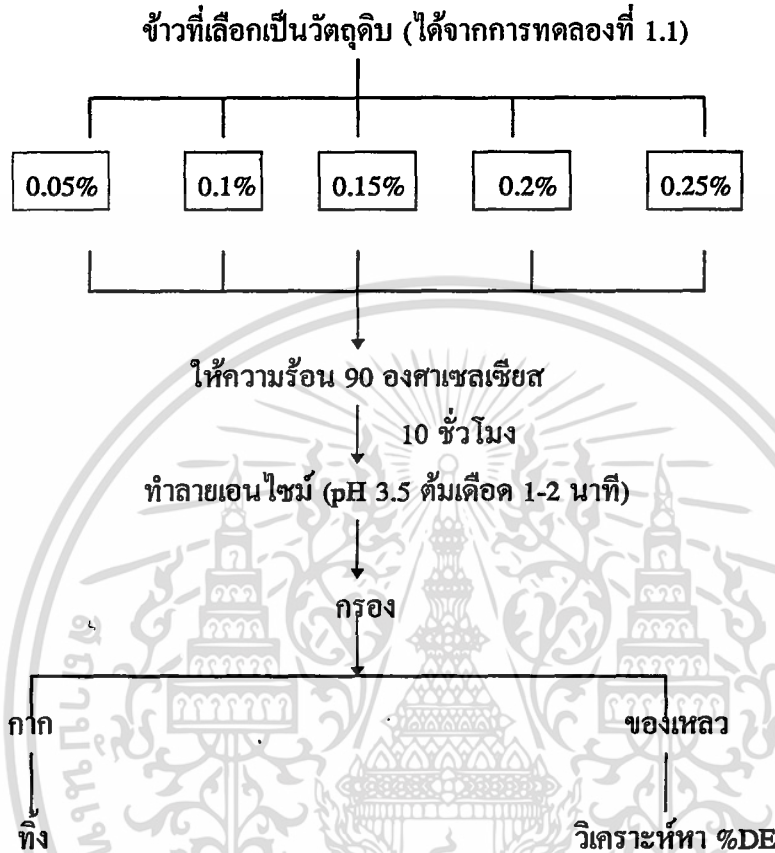 ข้าวที่เลือกเป็นวัตถุดิบ (ได้จากการทดลองที่ 1.1)
0.05% 0.1% 0.15% 0.2% 0.25%
ให้ความร้อน 90 องศาเซลเซียส
10 ชั่วโมง
ทำลายเอนไซม์ (pH 3.5 ต้มเดือด 1-2 นาที)
กรอง
กาก ของเหลว
ทิ้ง วิเคราะห์หา %DE